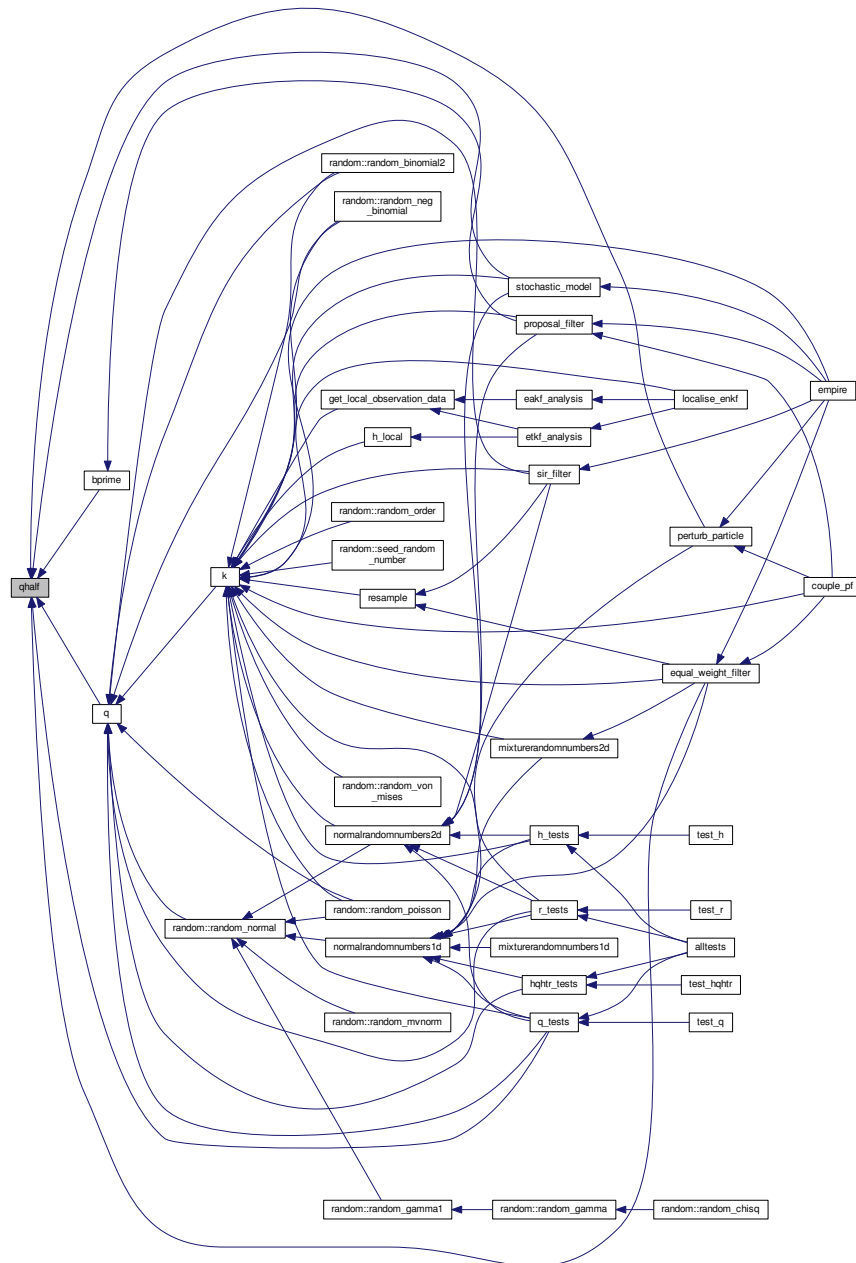 random::random_binomial2
random::random_neg
_binomial
stochastic_model
proposal_filter
empire
get_local_observation_data
eakf_analysis
localise_enkf
h_local
etkf_analysis
bprime
sir_filter
random::random_order
perturb_particle
random::seed_random
_number
k
qhalf
couple_pf
resample
equal_weight_filter
q
mixturerandomnumbers2d
random::random_von
_mises
normalrandomnumbers2d
h_tests
test_h
random::random_poisson
r_tests
test_r
random::random_normal
normalrandomnumbers1d
mixturerandomnumbers1d
alltests
hqhtr_tests
test_hqhtr
random::random_mvnorm
q_tests
test_q
random::random_gamma1
random::random_gamma
random::random_chisq